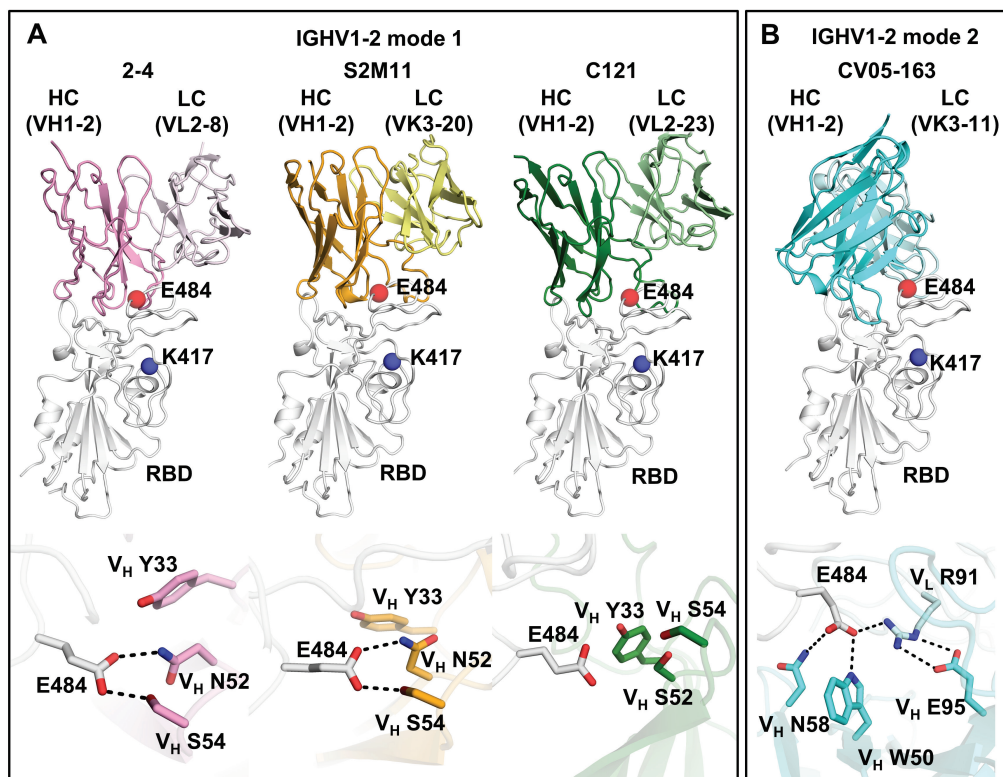 A
IGHV1-2 mode 1
2-4
S2M11
C121
HC
(VH1-2)
LC
(VL2-8)
HC
(VH1-2)
LC
(VK3-20)
HC
(VH1-2)
LC
(VL2-23)
E484
K417
RBD
E484
K417
RBD
E484
K417
RBD
VH Y33
E484
VH N52
VH S54
VH Y33
E484
VH N52
VH S54
VH Y33
VH S54
E484
VH S52
B
IGHV1-2 mode 2
CV05-163
HC
(VH1-2)
LC
(VK3-11)
E484
K417
RBD
E484
VL R91
VH N58
VH E95
VH W50